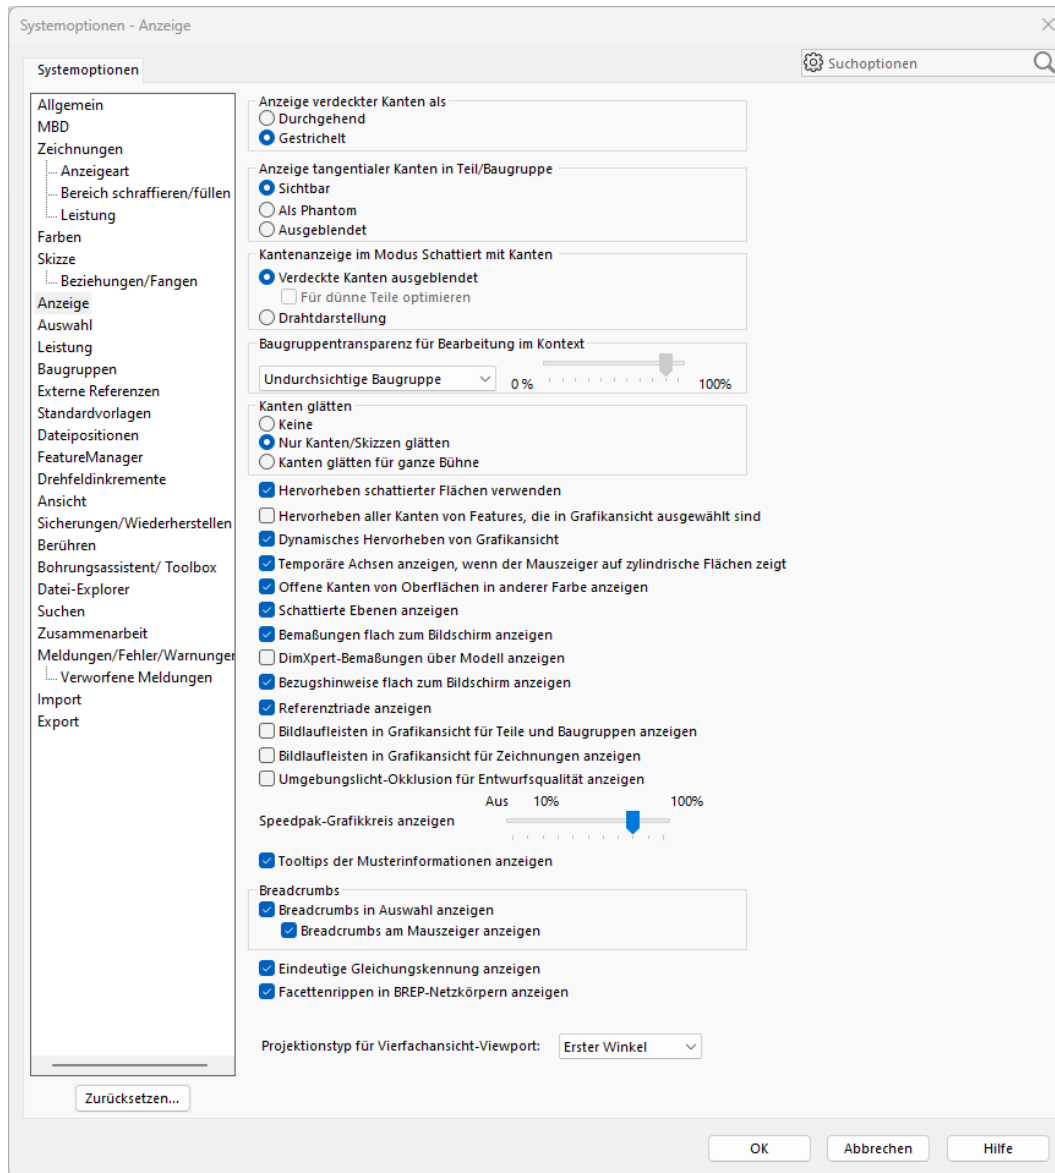 Systemoptionen - Anzeige
Systemoptionen
Suchoptionen
Allgemein
MBD
Zeichnungen
Anzeigeart
Bereich schraffieren/füllen
Leistung
Farben
Skizze
Beziehungen/Fangen
Anzeige
Auswahl
Leistung
Baugruppen
Externe Referenzen
Standardvorlagen
Dateipositionen
FeatureManager
Drehfeldinkremente
Ansicht
Sicherungen/Wiederherstellen
Berühren
Bohrungsassistent/ Toolbox
Datei-Explorer
Suchen
Zusammenarbeit
Meldungen/Fehler/Warnunger
Verworfene Meldungen
Import
Export
Zurücksetzen...
Anzeige verdeckter Kanten als
Durchgehend
Gestrichelt
Anzeige tangentialer Kanten in Teil/Baugruppe
Sichtbar
Als Phantom
Ausgeblendet
Kantenanzeige im Modus Schattiert mit Kanten
Verdeckte Kanten ausgeblendet
Für dünne Teile optimieren
Drahtdarstellung
Baugruppentransparenz für Bearbeitung im Kontext
Undurchsichtige Baugruppe 0 % 100%
Kanten glätten
Keine
Nur Kanten/Skizzen glätten
Kanten glätten für ganze Bühne
Hervorheben schattierter Flächen verwenden
Hervorheben aller Kanten von Features, die in Grafikansicht ausgewählt sind
Dynamisches Hervorheben von Grafikansicht
Temporäre Achsen anzeigen, wenn der Mauszeiger auf zylindrische Flächen zeigt
Offene Kanten von Oberflächen in anderer Farbe anzeigen
Schattierte Ebenen anzeigen
Bemaßungen flach zum Bildschirm anzeigen
DimXpert-Bemaßungen über Modell anzeigen
Bezugshinweise flach zum Bildschirm anzeigen
Referenztriade anzeigen
Bildlaufleisten in Grafikansicht für Teile und Baugruppen anzeigen
Bildlaufleisten in Grafikansicht für Zeichnungen anzeigen
Umgebungslicht-Okklusion für Entwurfsqualität anzeigen
Aus 10% 100%
Speedpak-Grafikkreis anzeigen
Tooltips der Musterinformationen anzeigen
Breadcrumbs
Breadcrumbs in Auswahl anzeigen
Breadcrumbs am Mauszeiger anzeigen
Eindeutige Gleichungskennung anzeigen
Facettenrippen in BREP-Netzkörpern anzeigen
Projektionstyp für Vierfachansicht-Viewport: Erster Winkel
OK Abbrechen Hilfe